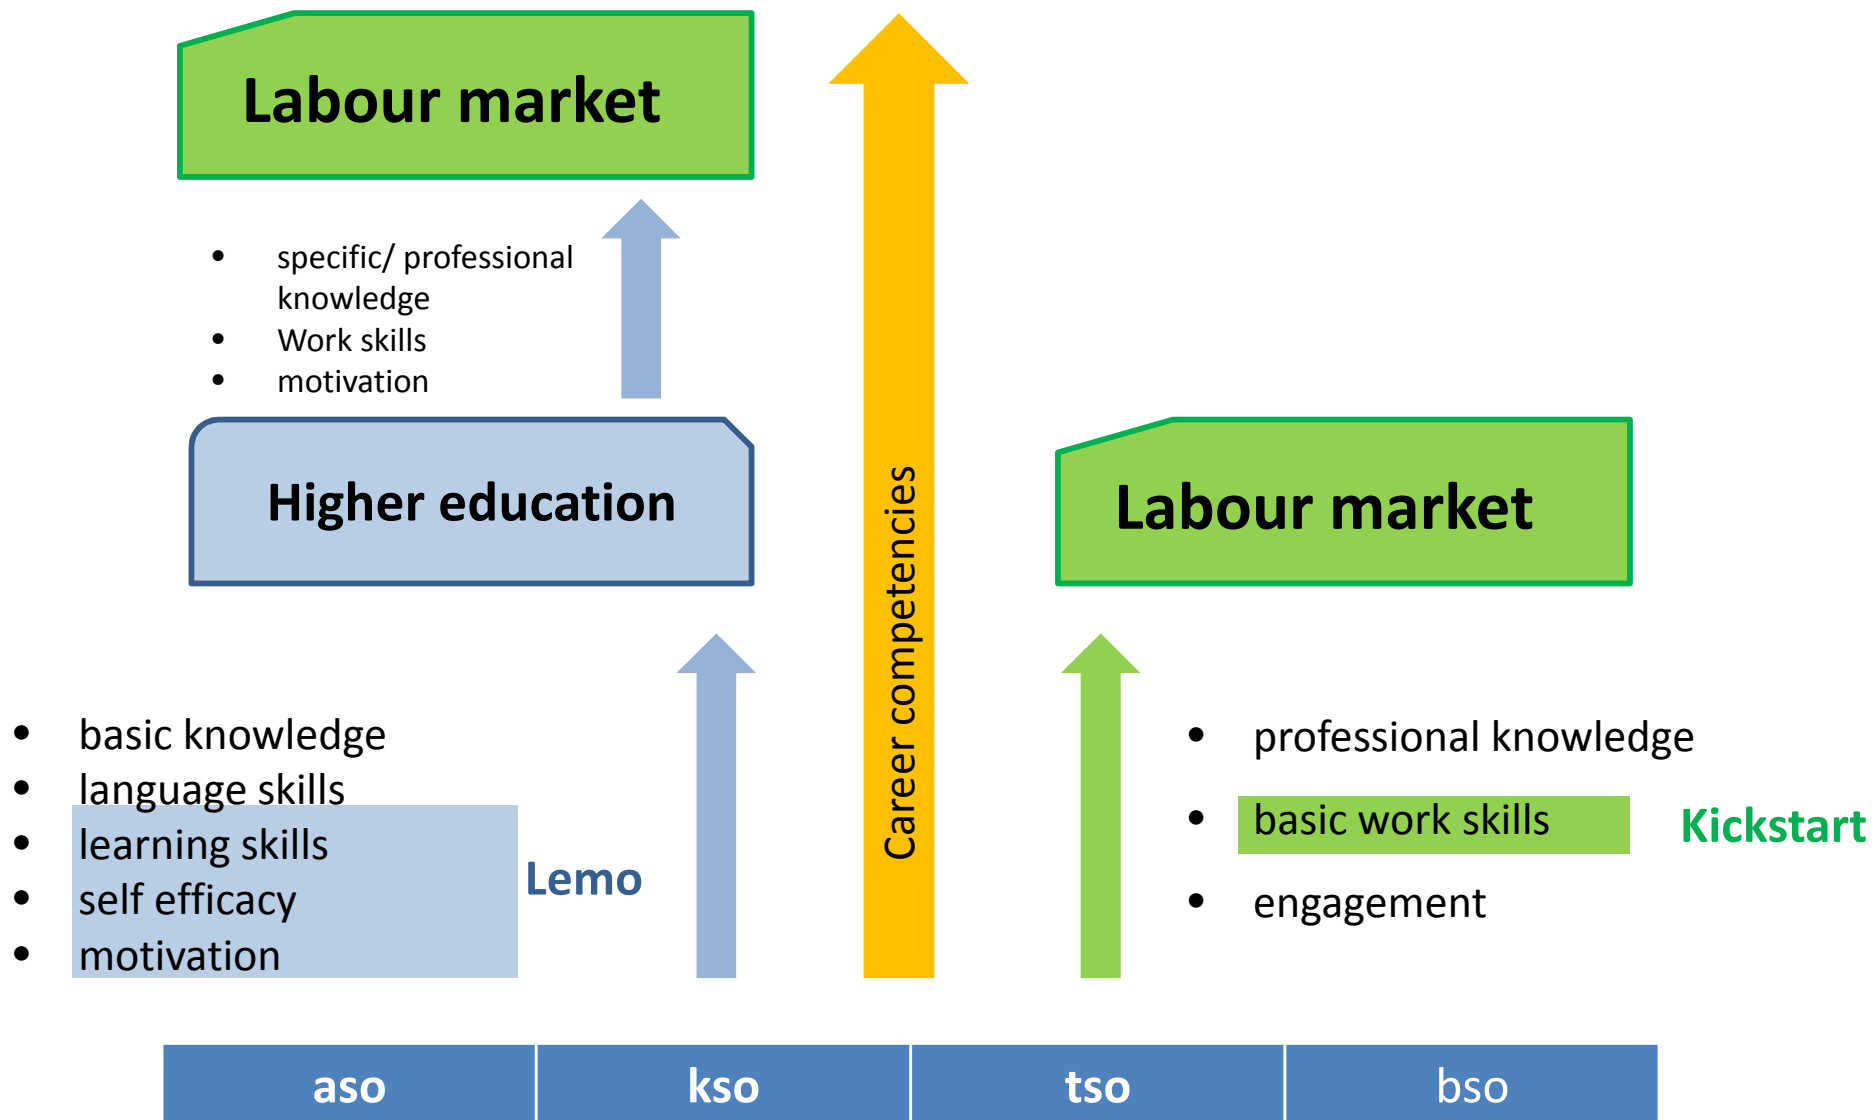 Labour market
• specific/ professional
knowledge
• Work skills
• motivation
Higher education
Labour market
Career competencies
• basic knowledge
• language skills
• learning skills
• self efficacy
• motivation
Lemo
• professional knowledge
• basic work skills
• engagement
Kickstart
aso kso tso bso